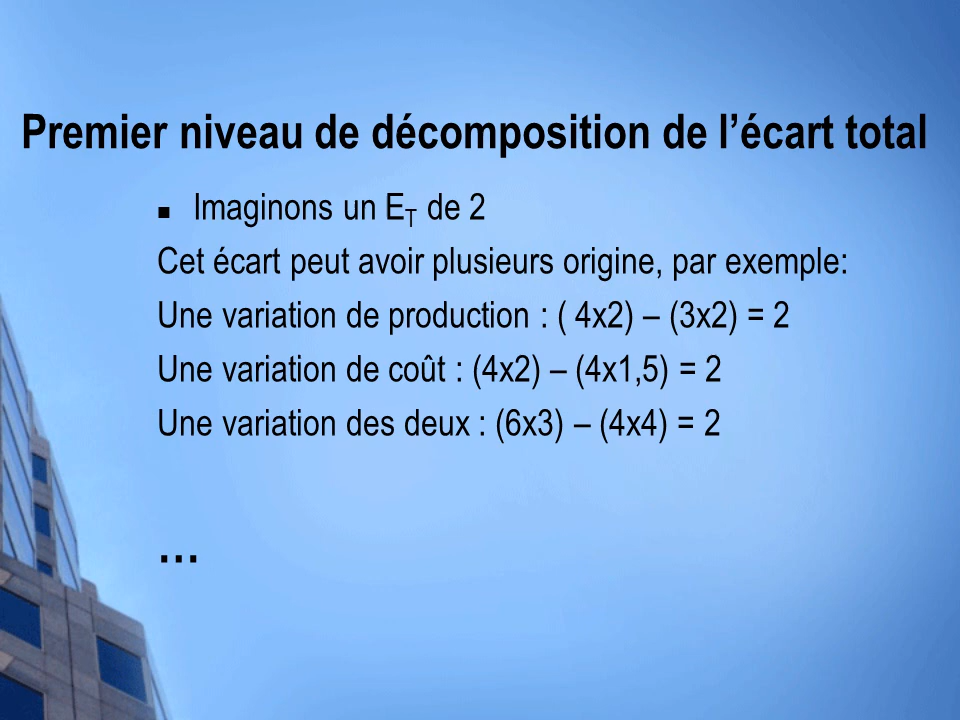 Premier niveau de décomposition de l’écart total
■ Imaginons un ET de 2
Cet écart peut avoir plusieurs origine, par exemple:
Une variation de production : ( 4x2) – (3x2) = 2
Une variation de coût : (4x2) – (4x1,5) = 2
Une variation des deux : (6x3) – (4x4) = 2
…